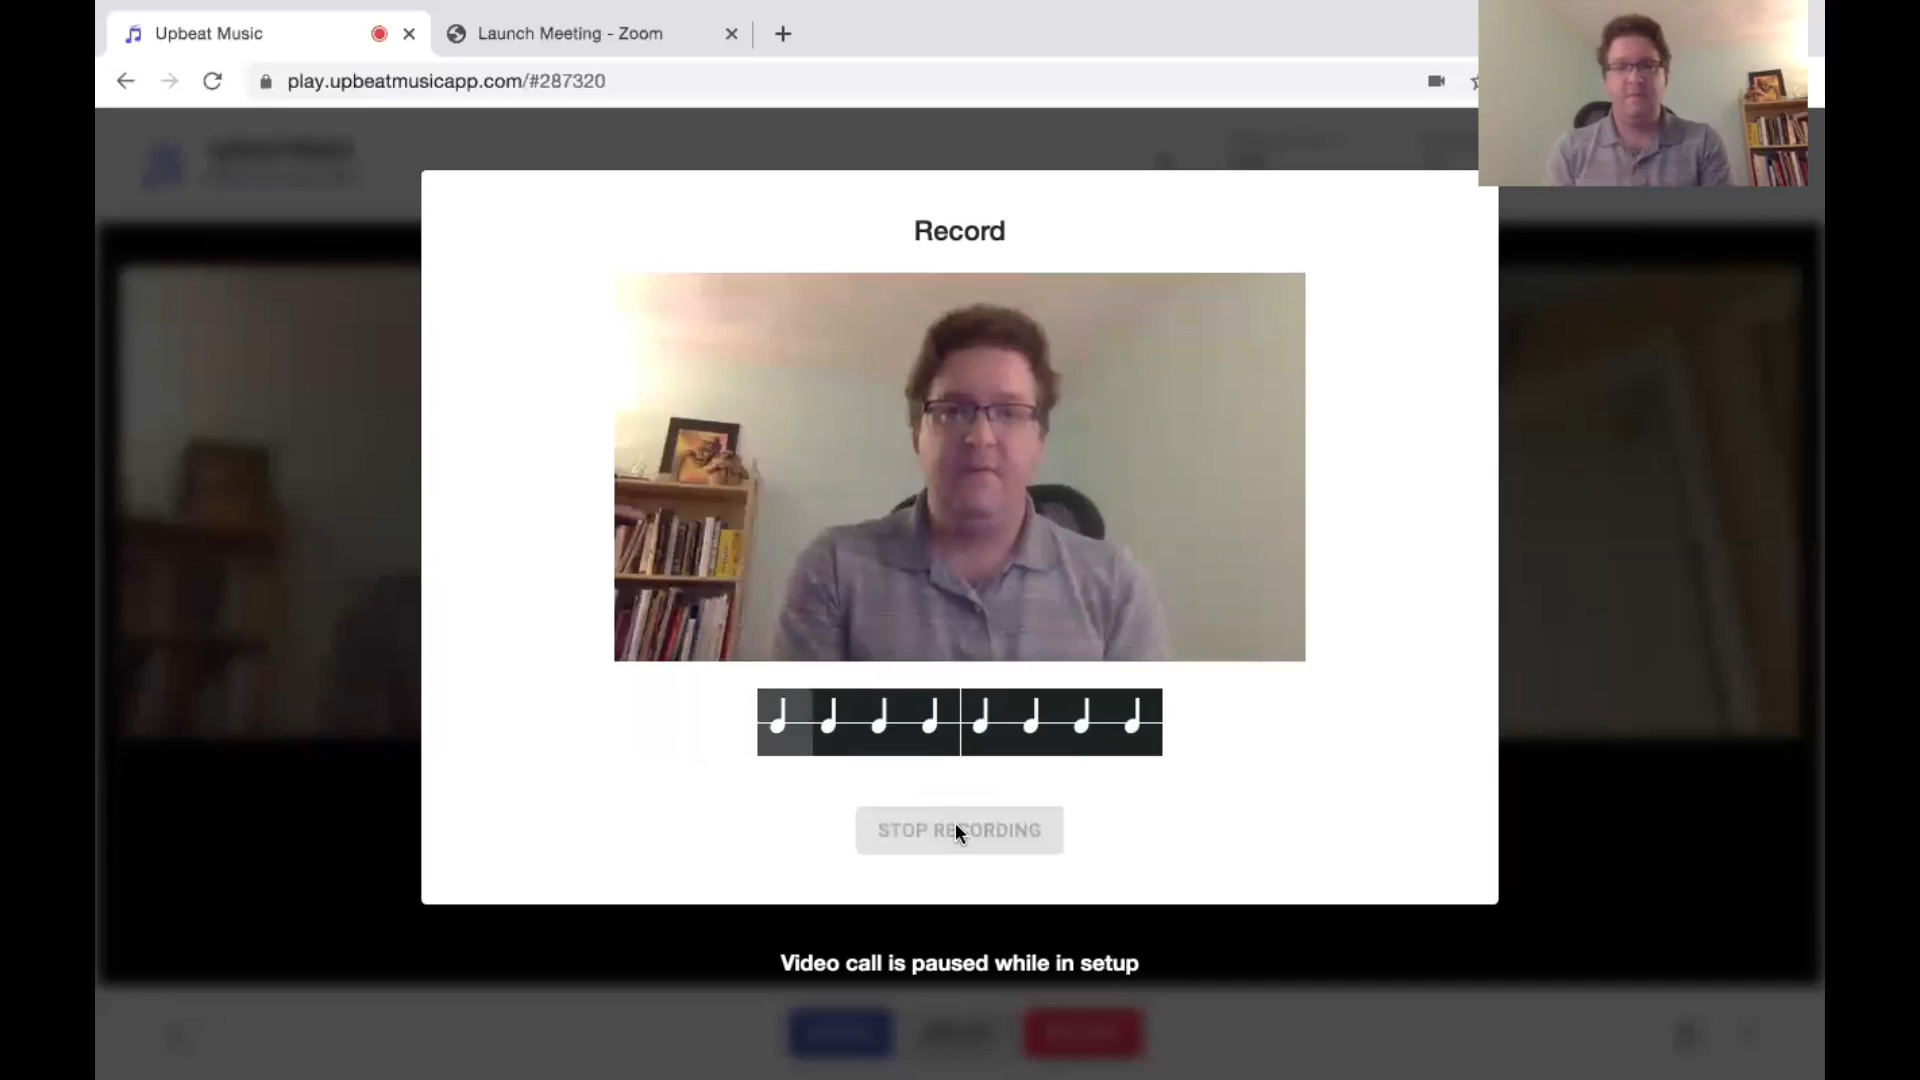 Upbeat Music
Launch Meeting - Zoom
play.upbeatmusicapp.com/#287320
Record
STOP RECORDING
Video call is paused while in setup